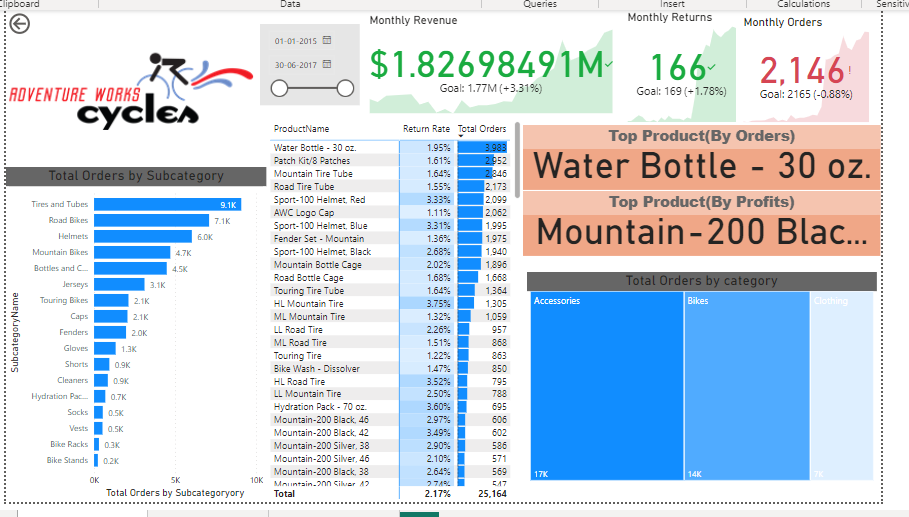 Clipboard
Data
Queries
Insert
Calculations
Sensitiv
ADVENTURE WORKS
cycles
01-01-2015
30-06-2017
Monthly Revenue
$1.82698491M
Goal: 1.77M (+3.31%)
Monthly Returns
166
Goal: 169 (+1.78%)
Monthly Orders
2,146!
Goal: 2165 (-0.88%)
Total Orders by Subcategory
SubcategoryName
Tires and Tubes 9.1K
Road Bikes 7.1K
Helmets 6.0K
Mountain Bikes 4.7K
Bottles and C... 4.5K
Jerseys 3.1K
Touring Bikes 2.1K
Caps 2.1K
Fenders 2.0K
Gloves 1.3K
Shorts 0.9K
Cleaners 0.9K
Hydration Pac... 0.7K
Socks 0.5K
Vests 0.5K
Bike Racks 0.3K
Bike Stands 0.2K
0K 5K 10K
Total Orders by Subcategoryory
ProductName Return Rate Total Orders
Water Bottle - 30 oz. 1.95% 3,983
Patch Kit/8 Patches 1.61% 2,952
Mountain Tire Tube 1.64% 2,846
Road Tire Tube 1.55% 2,173
Sport-100 Helmet, Red 3.33% 2,099
AWC Logo Cap 1.11% 2,062
Sport-100 Helmet, Blue 3.31% 1,995
Fender Set - Mountain 1.36% 1,975
Sport-100 Helmet, Black 2.68% 1,940
Mountain Bottle Cage 2.02% 1,896
Road Bottle Cage 1.68% 1,668
Touring Tire Tube 1.64% 1,364
HL Mountain Tire 3.75% 1,305
ML Mountain Tire 1.32% 1,059
LL Road Tire 2.26% 957
ML Road Tire 1.51% 868
Touring Tire 1.22% 863
Bike Wash - Dissolver 1.47% 850
HL Road Tire 3.52% 795
LL Mountain Tire 2.50% 788
Hydration Pack - 70 oz. 3.60% 695
Mountain-200 Black, 46 2.97% 606
Mountain-200 Black, 42 3.49% 602
Mountain-200 Silver, 38 2.90% 586
Mountain-200 Silver, 46 2.10% 571
Mountain-200 Black, 38 2.64% 569
Mountain-200 Silver, 42 2.74% 547
Total 2.17% 25,164
Top Product(By Orders)
Water Bottle - 30 oz.
Top Product(By Profits)
Mountain-200 Blac...
Total Orders by category
Accessories
Bikes
Clothing
17K
14K
7K